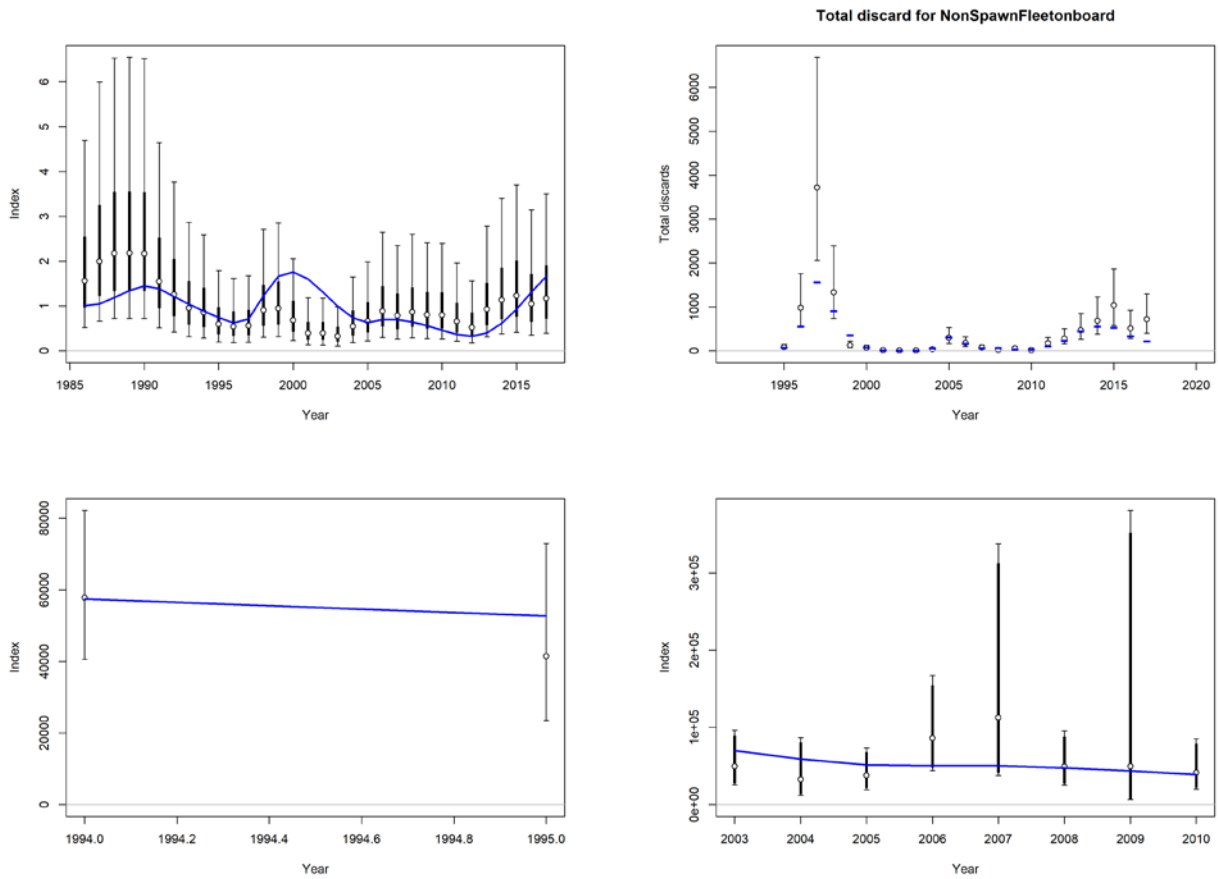 Total discard for NonSpawnFleetonboard
Index
6
5
4
3
2
1
0
1985 1990 1995 2000 2005 2010 2015
Year
Total discards
6000
5000
4000
3000
2000
1000
0
1995 2000 2005 2010 2015 2020
Year
Index
80000
60000
40000
20000
0
1994.0 1994.2 1994.4 1994.6 1994.8 1995.0
Year
Index
3e+05
2e+05
1e+05
0e+00
2003 2004 2005 2006 2007 2008 2009 2010
Year